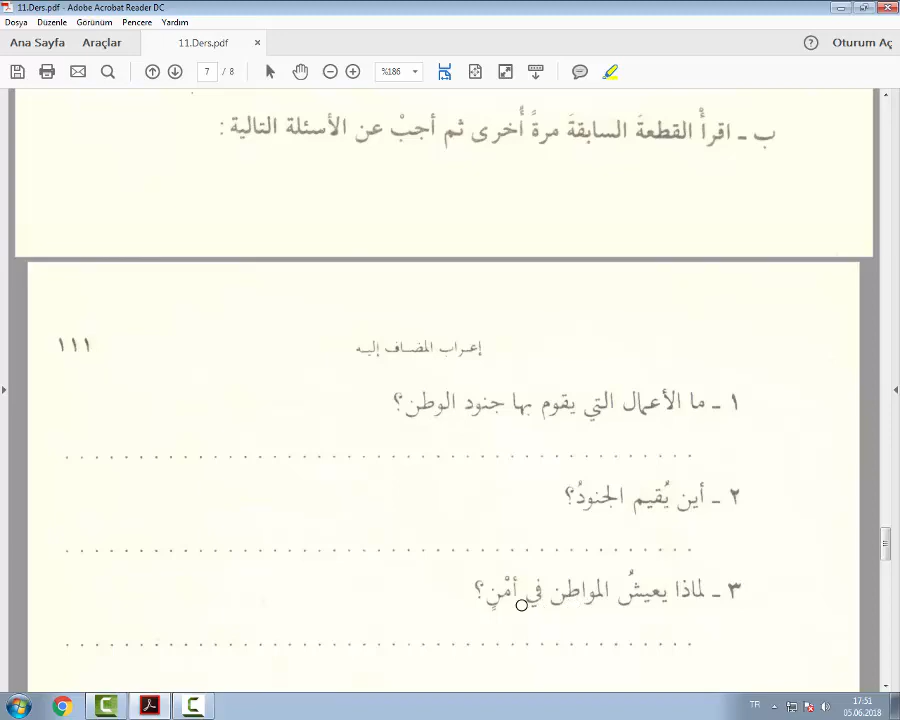 11.Ders.pdf - Adobe Acrobat Reader DC
Dosya Düzenle Görünüm Pencere Yardım
Ana Sayfa Araçlar 11.Ders.pdf × ? Oturum Aç
7 / 8 %186
ب ـ اقرأْ القطعةَ السابقةَ مرةً أُخرى ثم أجبْ عن الأسئلة التالية :
إعـراب المضـاف إليـه ١١١
١ ـ ما الأعمال التي يقوم بها جنود الوطن؟
. . . . . . . . . . . . . . . . . . . . . . . . . . . . . . . . . . . . . . . . . . .
٢ ـ أين يُقيم الجنودُ؟
. . . . . . . . . . . . . . . . . . . . . . . . . . . . . . . . . . . . . . . . . . .
٣ ـ لماذا يعيشُ المواطن في أمْنٍ؟
. . . . . . . . . . . . . . . . . . . . . . . . . . . . . . . . . . . . . . . . . . .
TR 17:51
05.06.2018